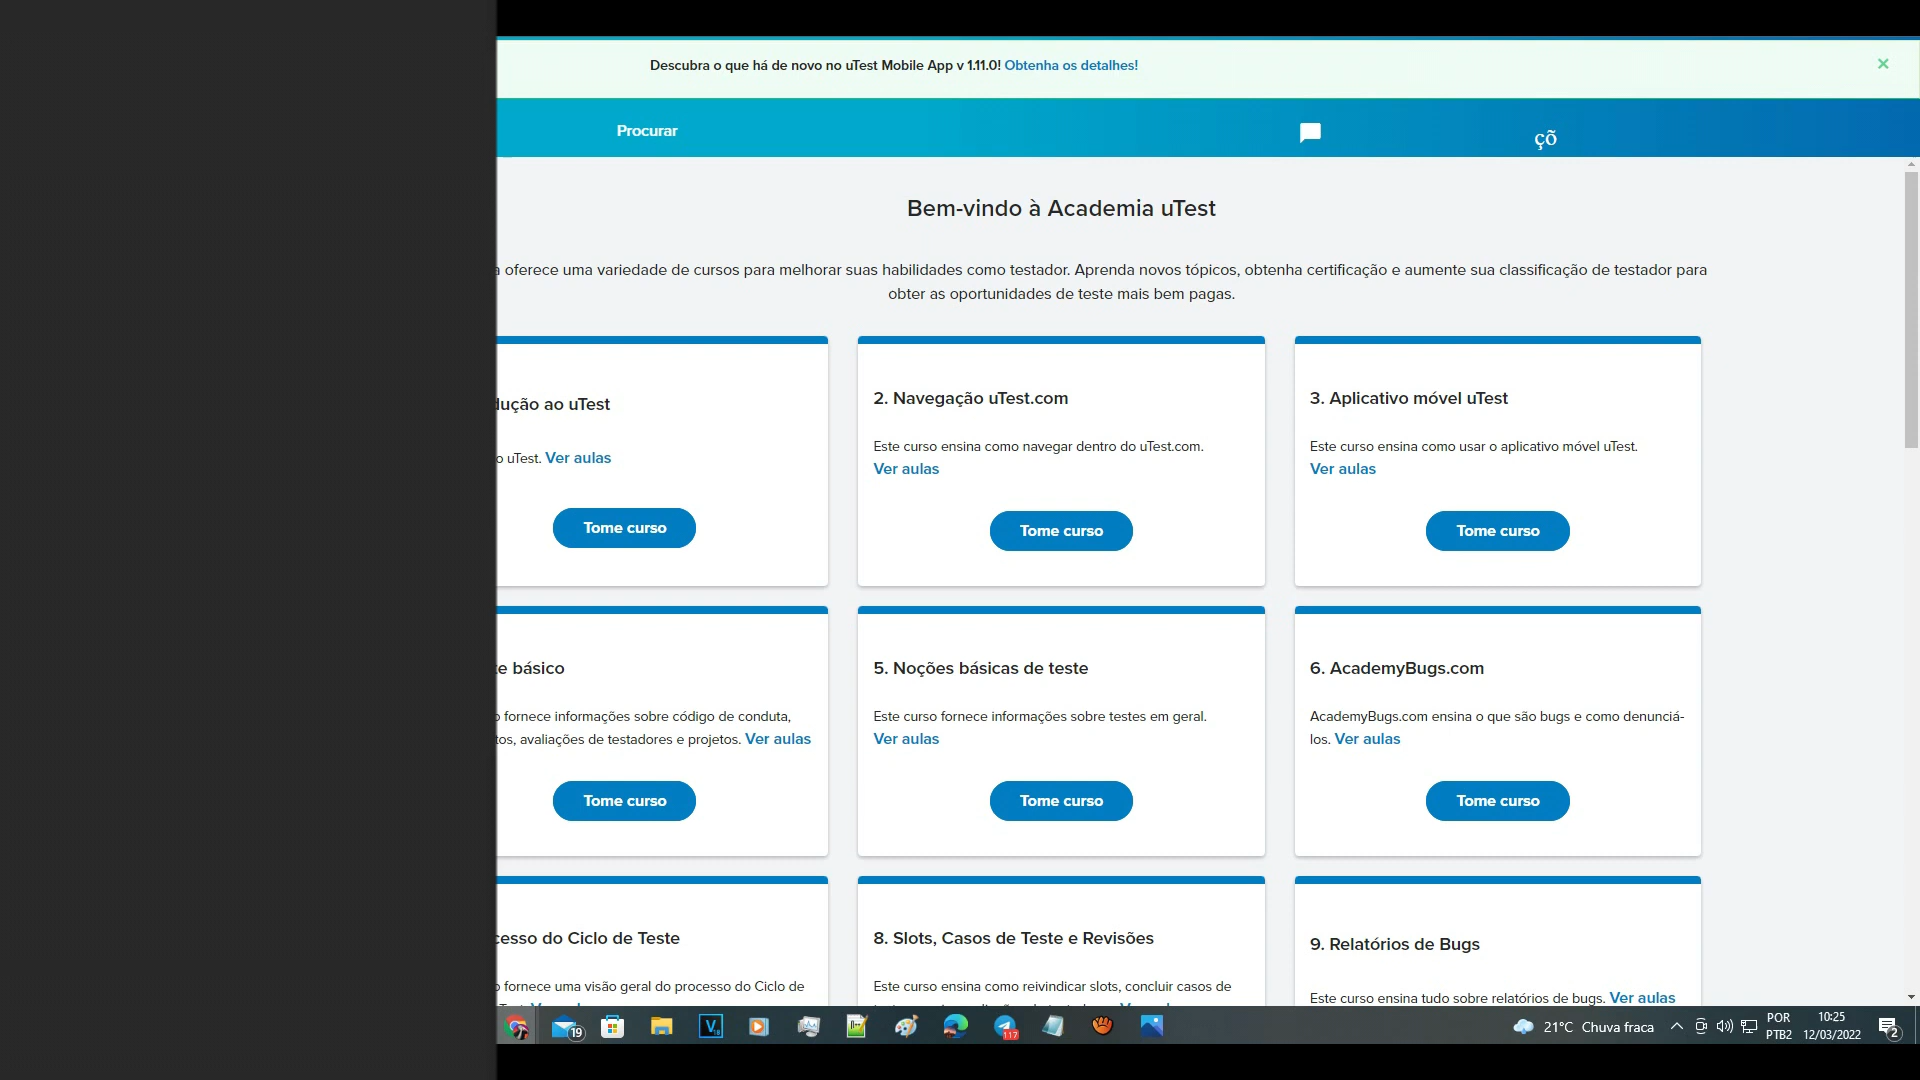 Descubra o que há de novo no uTest Mobile App v 1.11.0! Obtenha os detalhes!
Procurar
çõ
Bem-vindo à Academia uTest
a oferece uma variedade de cursos para melhorar suas habilidades como testador. Aprenda novos tópicos, obtenha certificação e aumente sua classificação de testador para
obter as oportunidades de teste mais bem pagas.
dução ao uTest
o uTest. Ver aulas
Tome curso
2. Navegação uTest.com
Este curso ensina como navegar dentro do uTest.com.
Ver aulas
Tome curso
3. Aplicativo móvel uTest
Este curso ensina como usar o aplicativo móvel uTest.
Ver aulas
Tome curso
te básico
o fornece informações sobre código de conduta,
tos, avaliações de testadores e projetos. Ver aulas
Tome curso
5. Noções básicas de teste
Este curso fornece informações sobre testes em geral.
Ver aulas
Tome curso
6. AcademyBugs.com
AcademyBugs.com ensina o que são bugs e como denunciá-
los. Ver aulas
Tome curso
cesso do Ciclo de Teste
o fornece uma visão geral do processo do Ciclo de
8. Slots, Casos de Teste e Revisões
Este curso ensina como reivindicar slots, concluir casos de
9. Relatórios de Bugs
Este curso ensina tudo sobre relatórios de bugs. Ver aulas
19
117
21°C Chuva fraca
POR
PTB2
10:25
12/03/2022
2